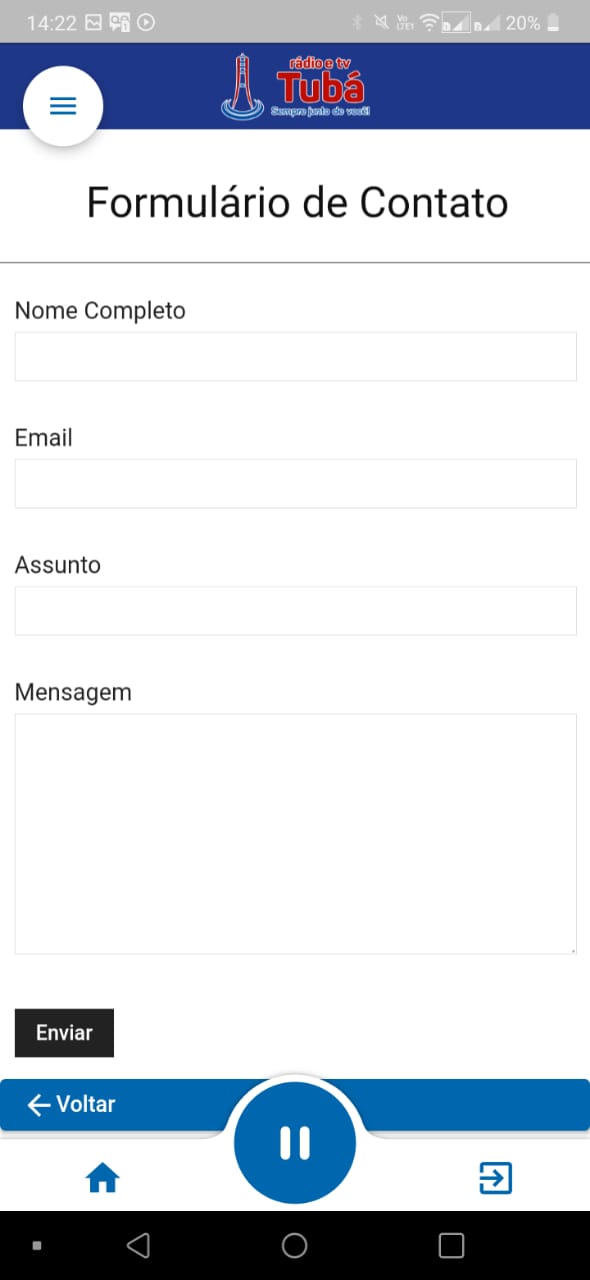 14:22
20%
rádio e tv
Tubá
Sempre junto de você!
Formulário de Contato
Nome Completo
Email
Assunto
Mensagem
Enviar
Voltar